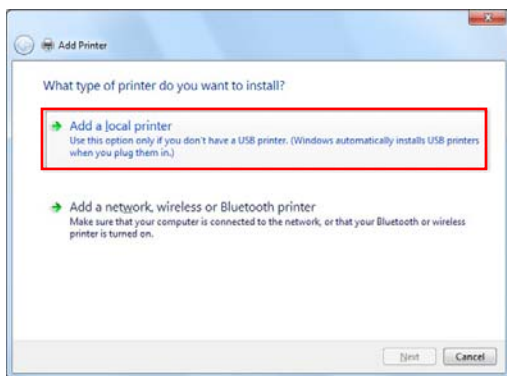 Add Printer
What type of printer do you want to install?
Add a local printer
Use this option only if you don't have a USB printer. (Windows automatically installs USB printers
when you plug them in.)
Add a network, wireless or Bluetooth printer
Make sure that your computer is connected to the network, or that your Bluetooth or wireless
printer is turned on.
Next
Cancel